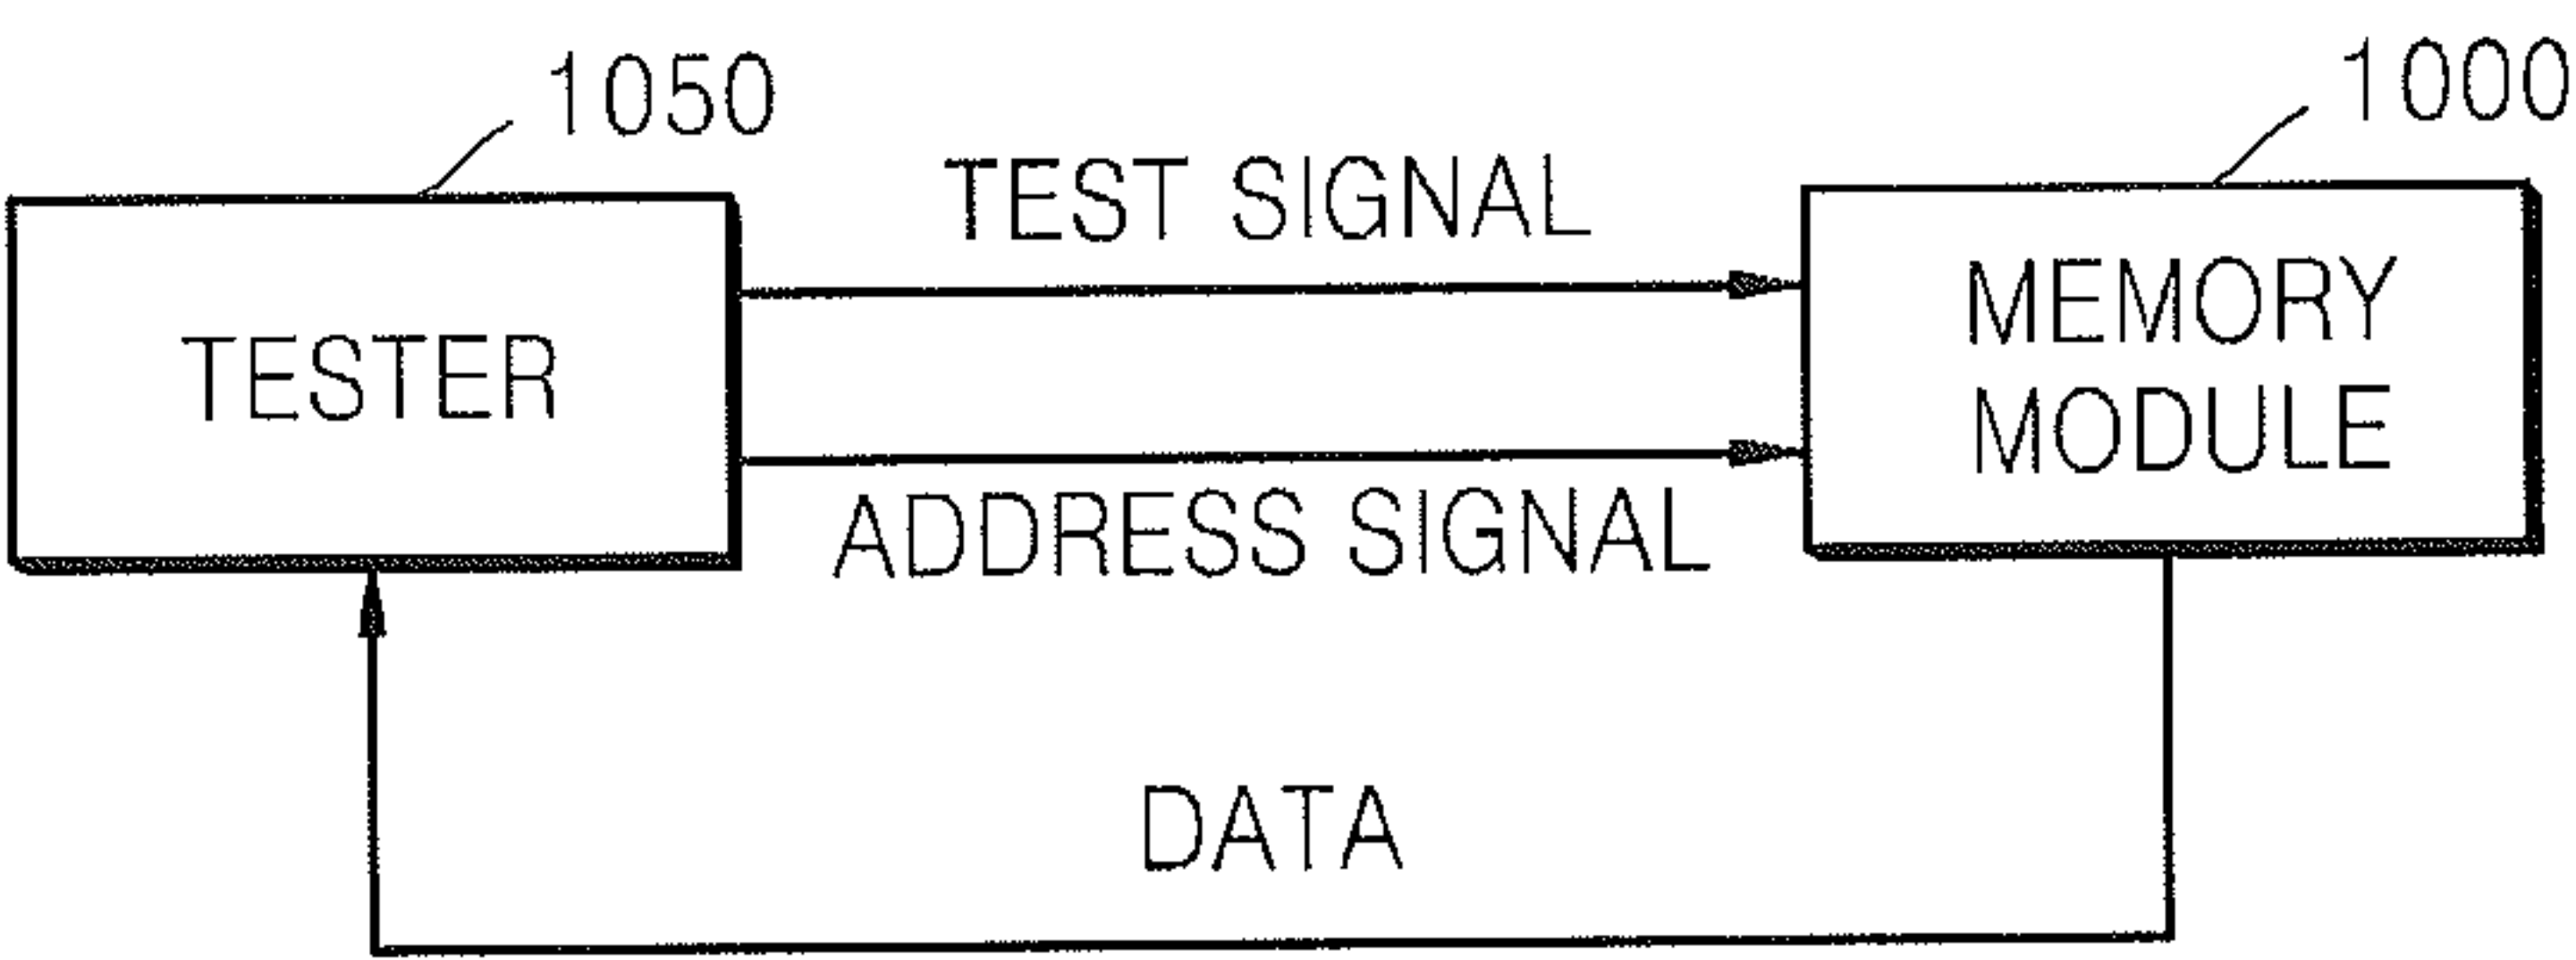 1050
1000
TEST SIGNAL
TESTER
MEMORY
MODULE
ADDRESS SIGNAL
DATA